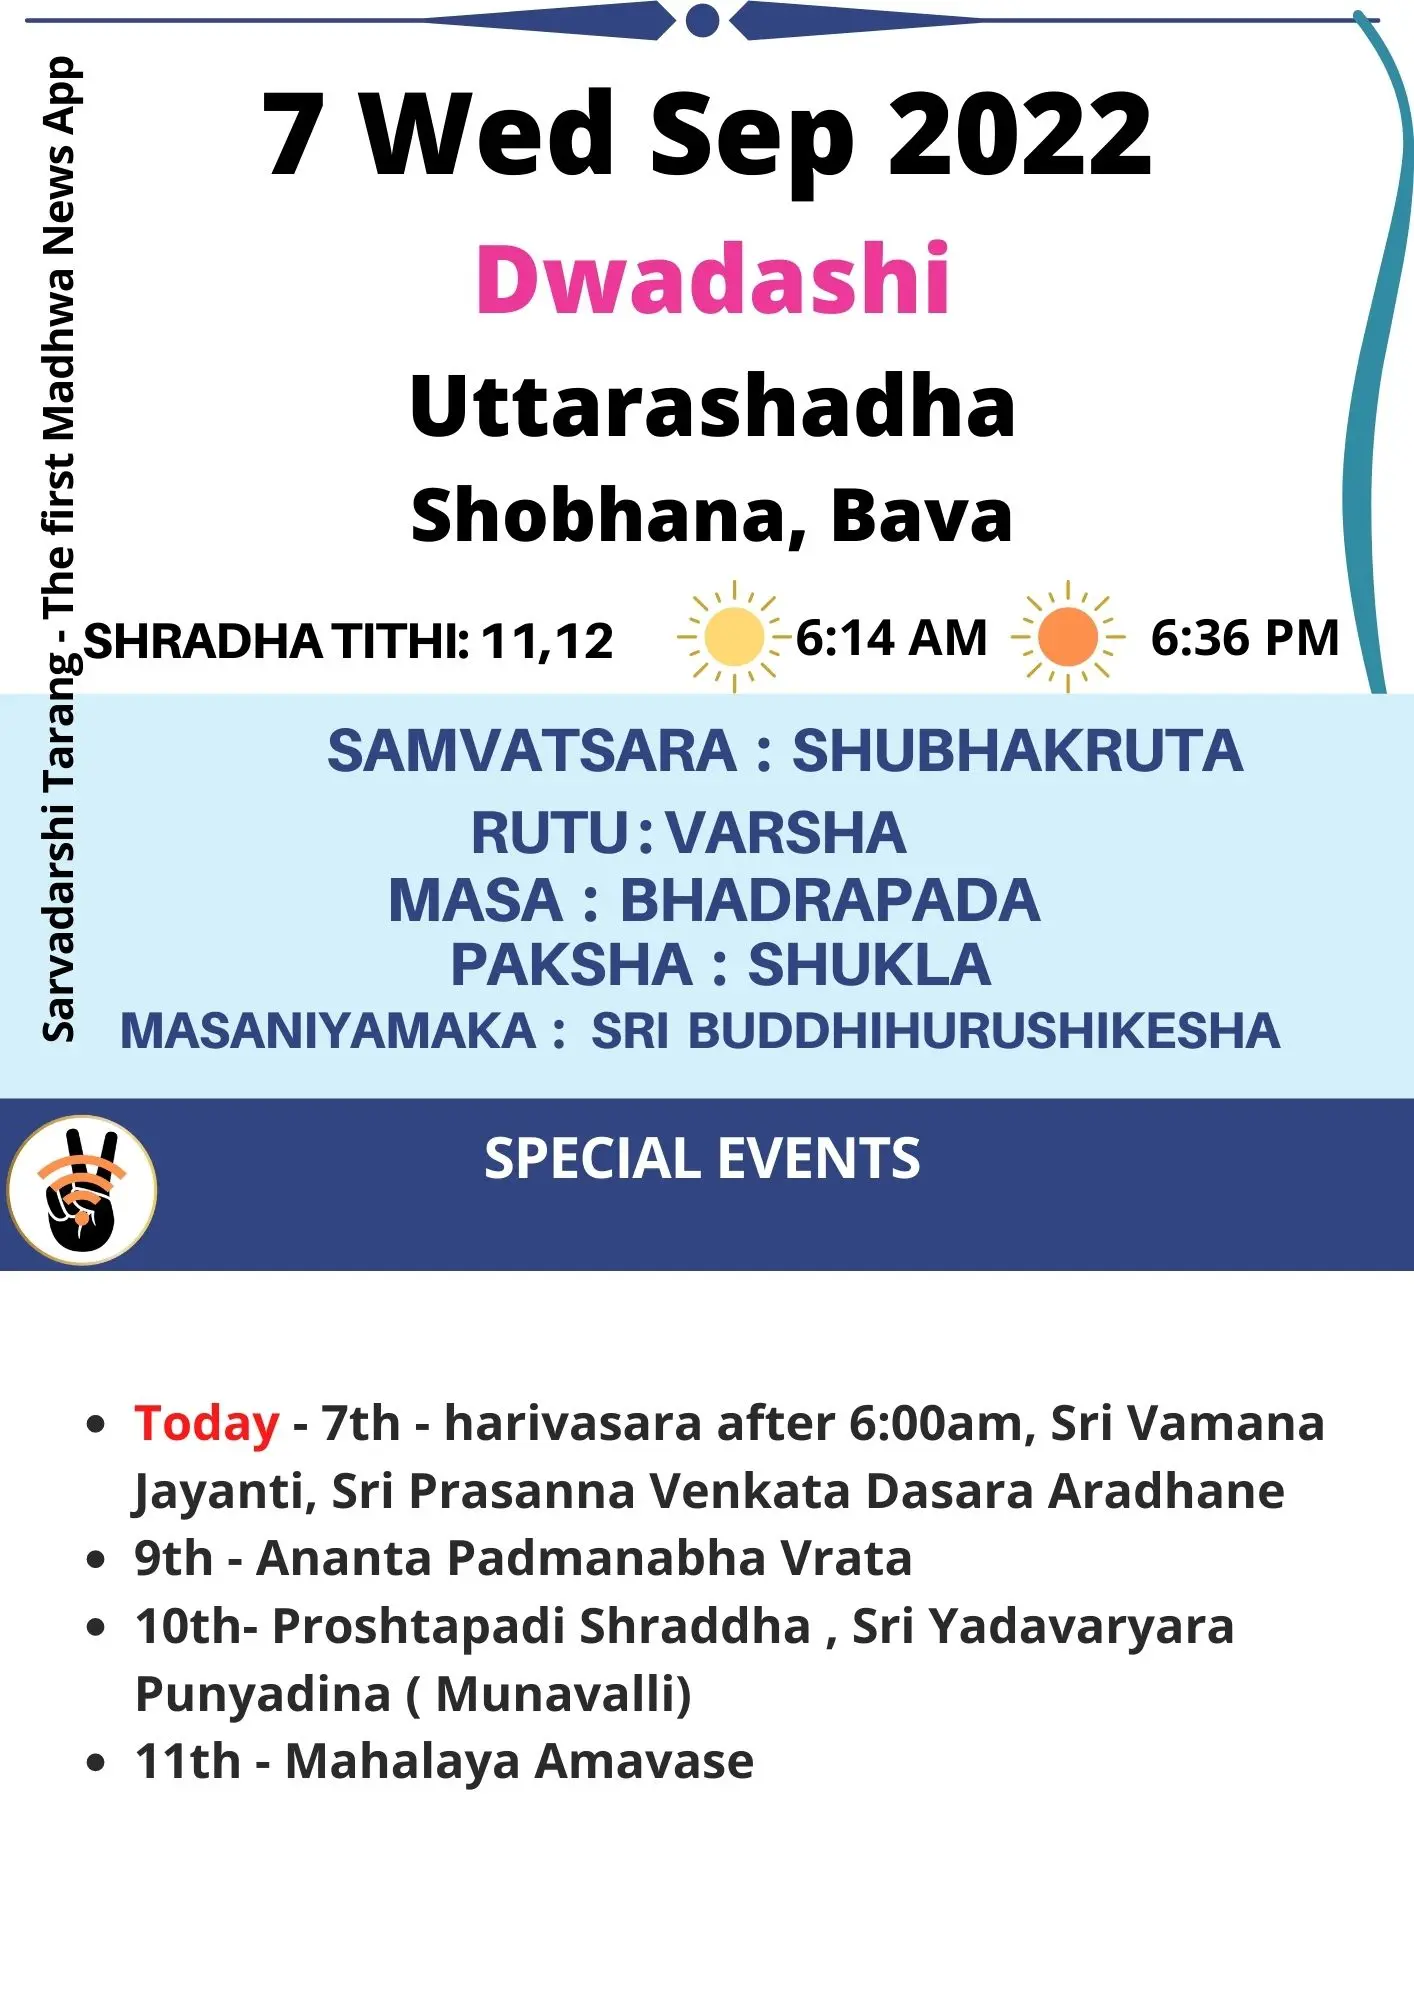 7 Wed Sep 2022
Dwadashi
Uttarashadha
Shobhana, Bava
SHRADHA TITHI: 11,12
6:14 AM
6:36 PM
Sarvadarshi Tarang - The first Madhwa News App
SAMVATSARA : SHUBHAKRUTA
RUTU : VARSHA
MASA : BHADRAPADA
PAKSHA : SHUKLA
MASANIYAMAKA : SRI BUDDHIHURUSHIKESHA
SPECIAL EVENTS
• Today - 7th - harivasara after 6:00am, Sri Vamana
Jayanti, Sri Prasanna Venkata Dasara Aradhane
• 9th - Ananta Padmanabha Vrata
• 10th- Proshtapadi Shraddha , Sri Yadavaryara
Punyadina ( Munavalli)
• 11th - Mahalaya Amavase